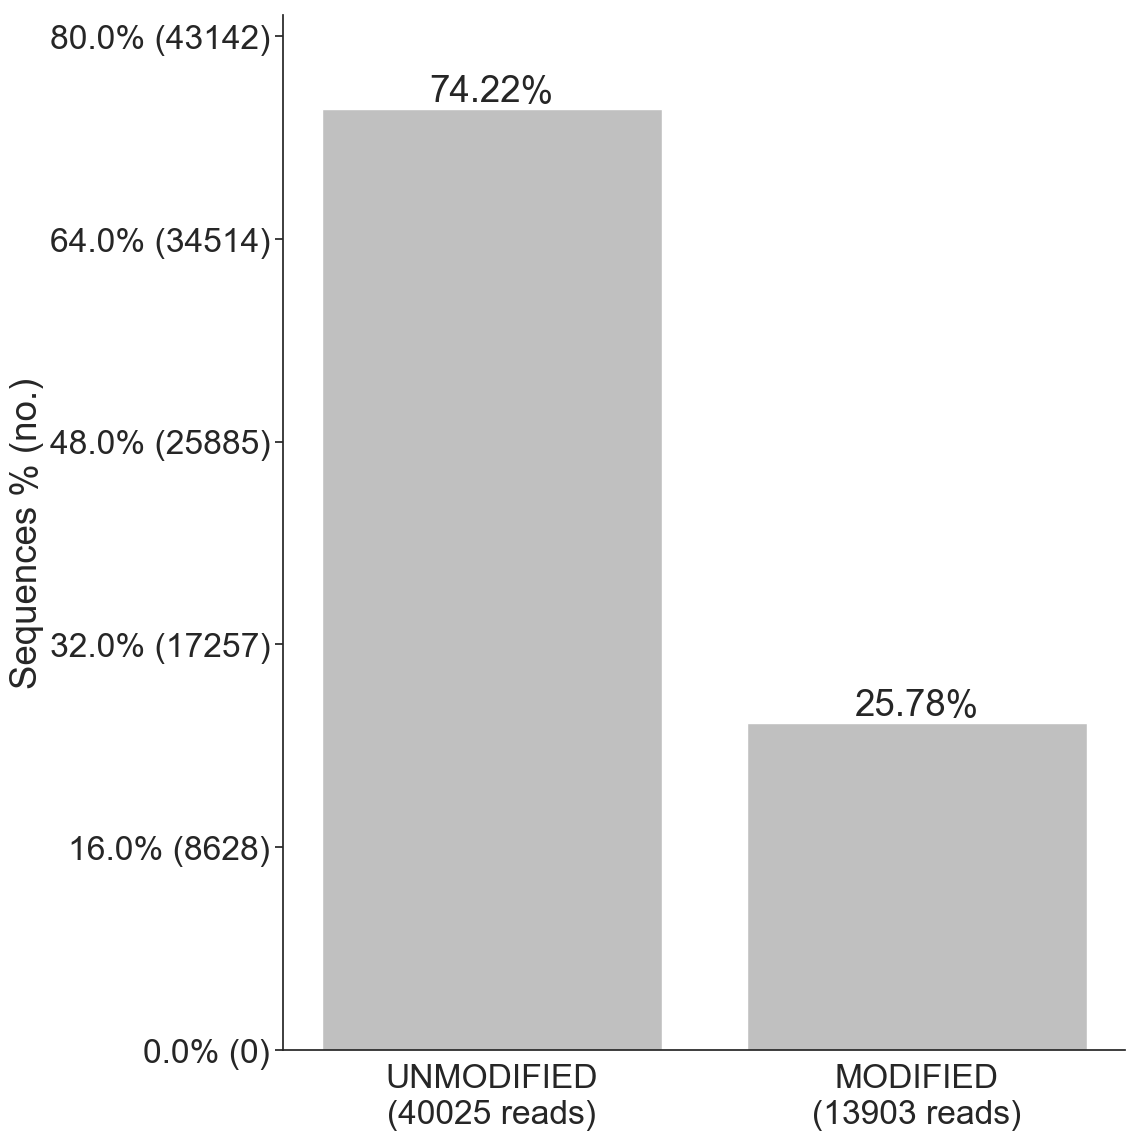 80.0% (43142)
74.22%
64.0% (34514)
Sequences % (no.)
48.0% (25885)
32.0% (17257)
25.78%
16.0% (8628)
0.0% (0)
UNMODIFIED
(40025 reads)
MODIFIED
(13903 reads)